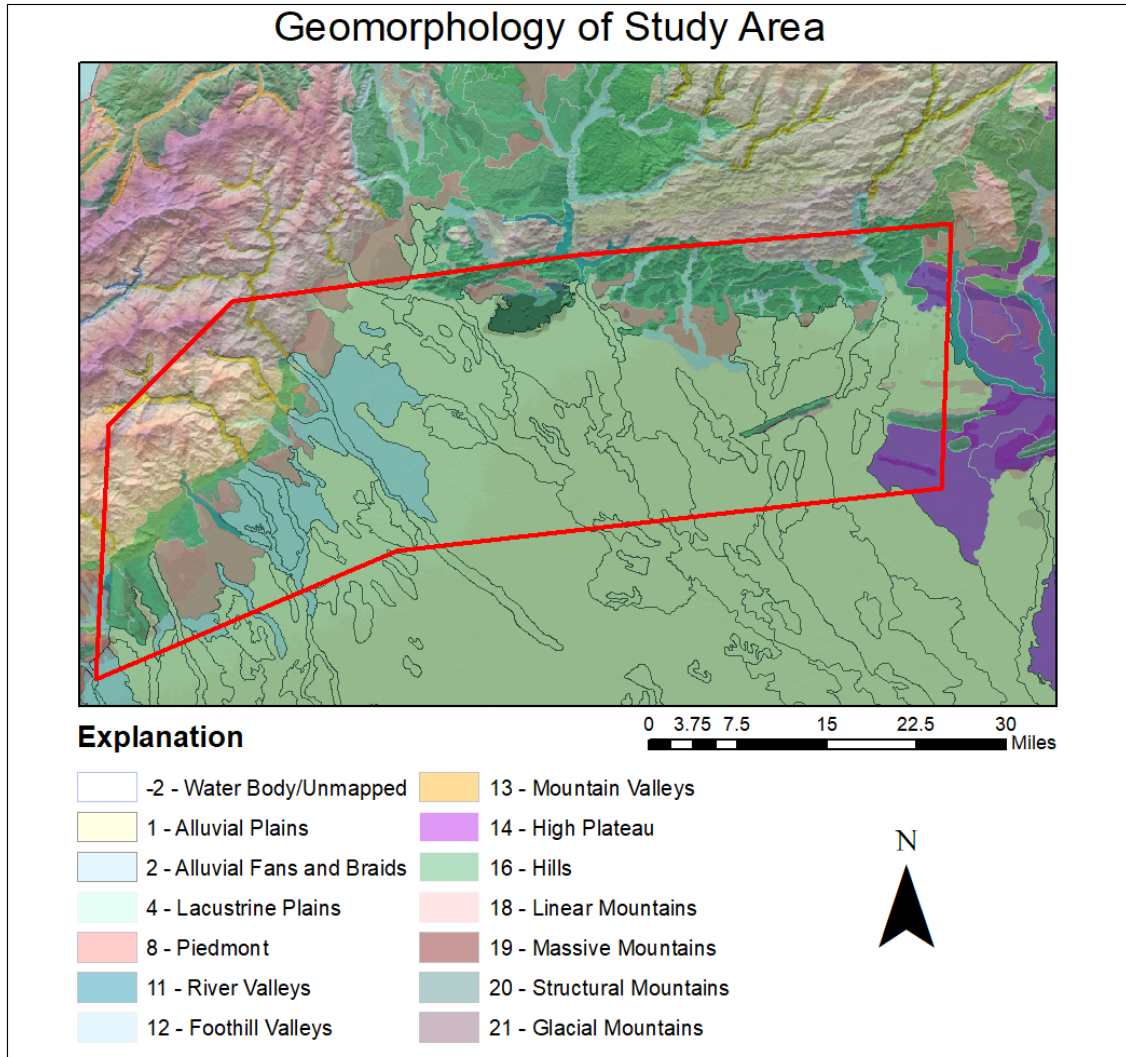 Geomorphology of Study Area
Explanation
0 3.75 7.5 15 22.5 30
Miles
-2 - Water Body/Unmapped
1 - Alluvial Plains
2 - Alluvial Fans and Braids
4 - Lacustrine Plains
8 - Piedmont
11 - River Valleys
12 - Foothill Valleys
13 - Mountain Valleys
14 - High Plateau
16 - Hills
18 - Linear Mountains
19 - Massive Mountains
20 - Structural Mountains
21 - Glacial Mountains
N